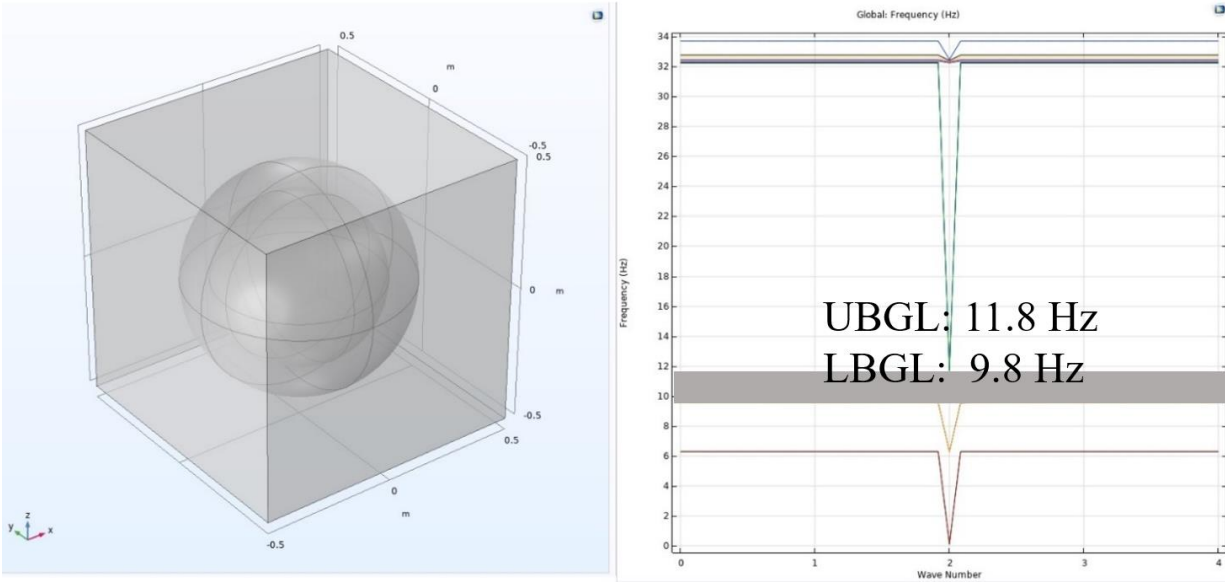 0.5
m
0
-0.5
0.5
0
m
-0.5
0.5
0
m
-0.5
z
y
x
Global: Frequency (Hz)
34
32
30
28
26
24
22
20
18
16
14
12
10
8
6
4
2
0
Frequency (Hz)
UBGL: 11.8 Hz
LBGL: 9.8 Hz
0
1
2
3
4
Wave Number